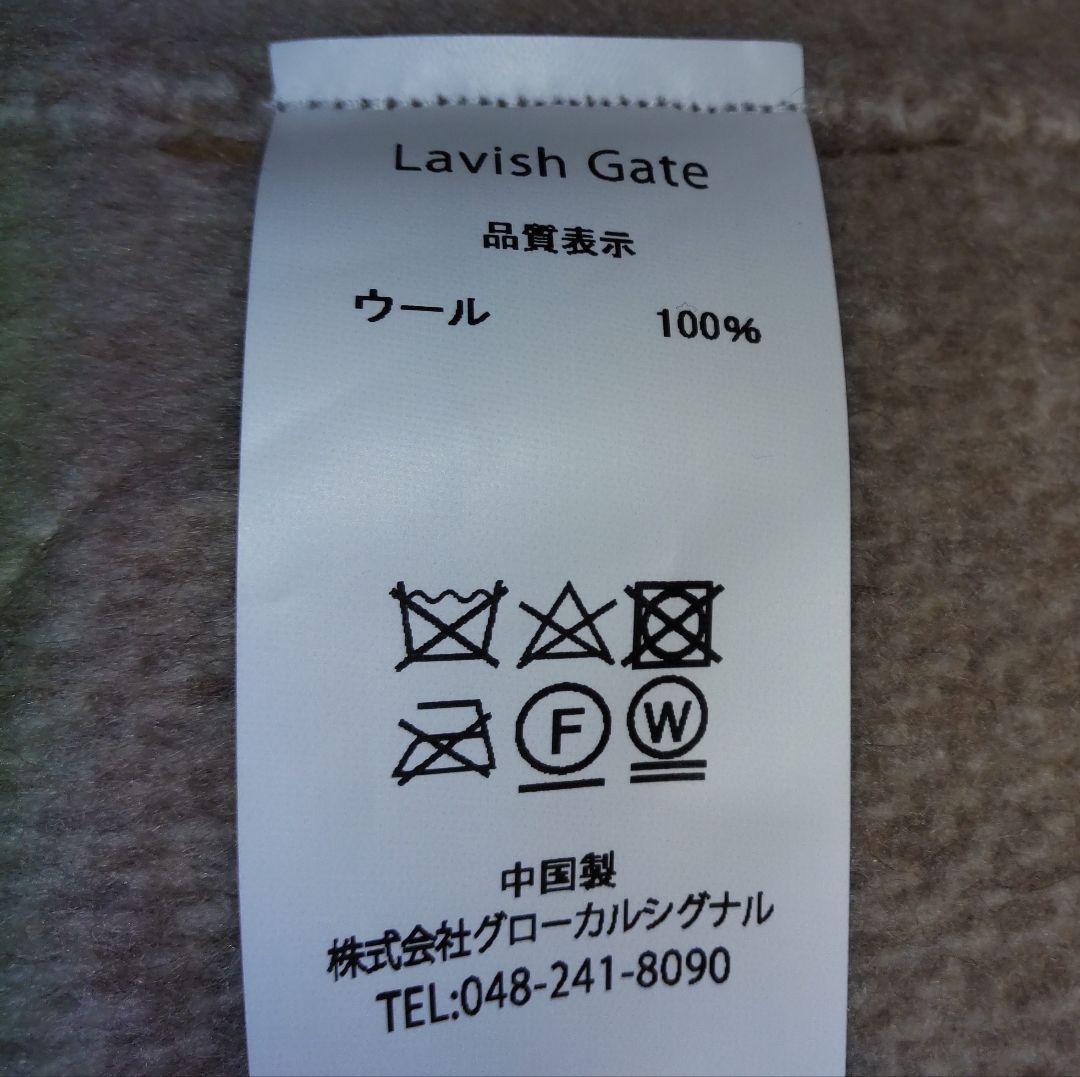 Lavish Gate
品質表示
ウール 100%
F W
中国製
株式会社グローカルシグナル
TEL:048-241-8090